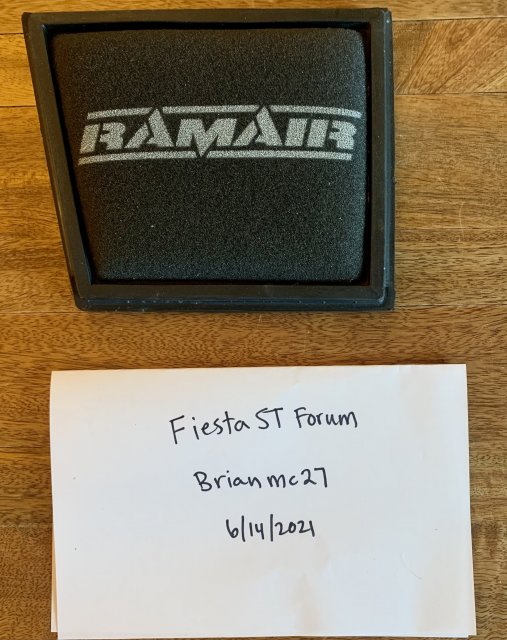 RAMAIR
Fiesta ST Forum
Brianmc27
6/14/2021